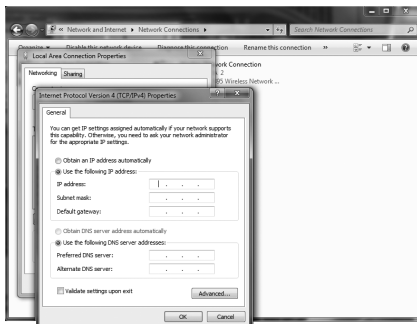 « Network and Internet ▸ Network Connections ▸
Search Network Connections
Organize Disable this network device Diagnose this connection Rename this connection »
Local Area Connection Properties
Networking Sharing
Internet Protocol Version 4 (TCP/IPv4) Properties
General
You can get IP settings assigned automatically if your network supports
this capability. Otherwise, you need to ask your network administrator
for the appropriate IP settings.
Obtain an IP address automatically
Use the following IP address:
IP address:
Subnet mask:
Default gateway:
Obtain DNS server address automatically
Use the following DNS server addresses:
Preferred DNS server:
Alternate DNS server:
Validate settings upon exit
Advanced...
OK Cancel
work Connection
2
Wireless Network ...